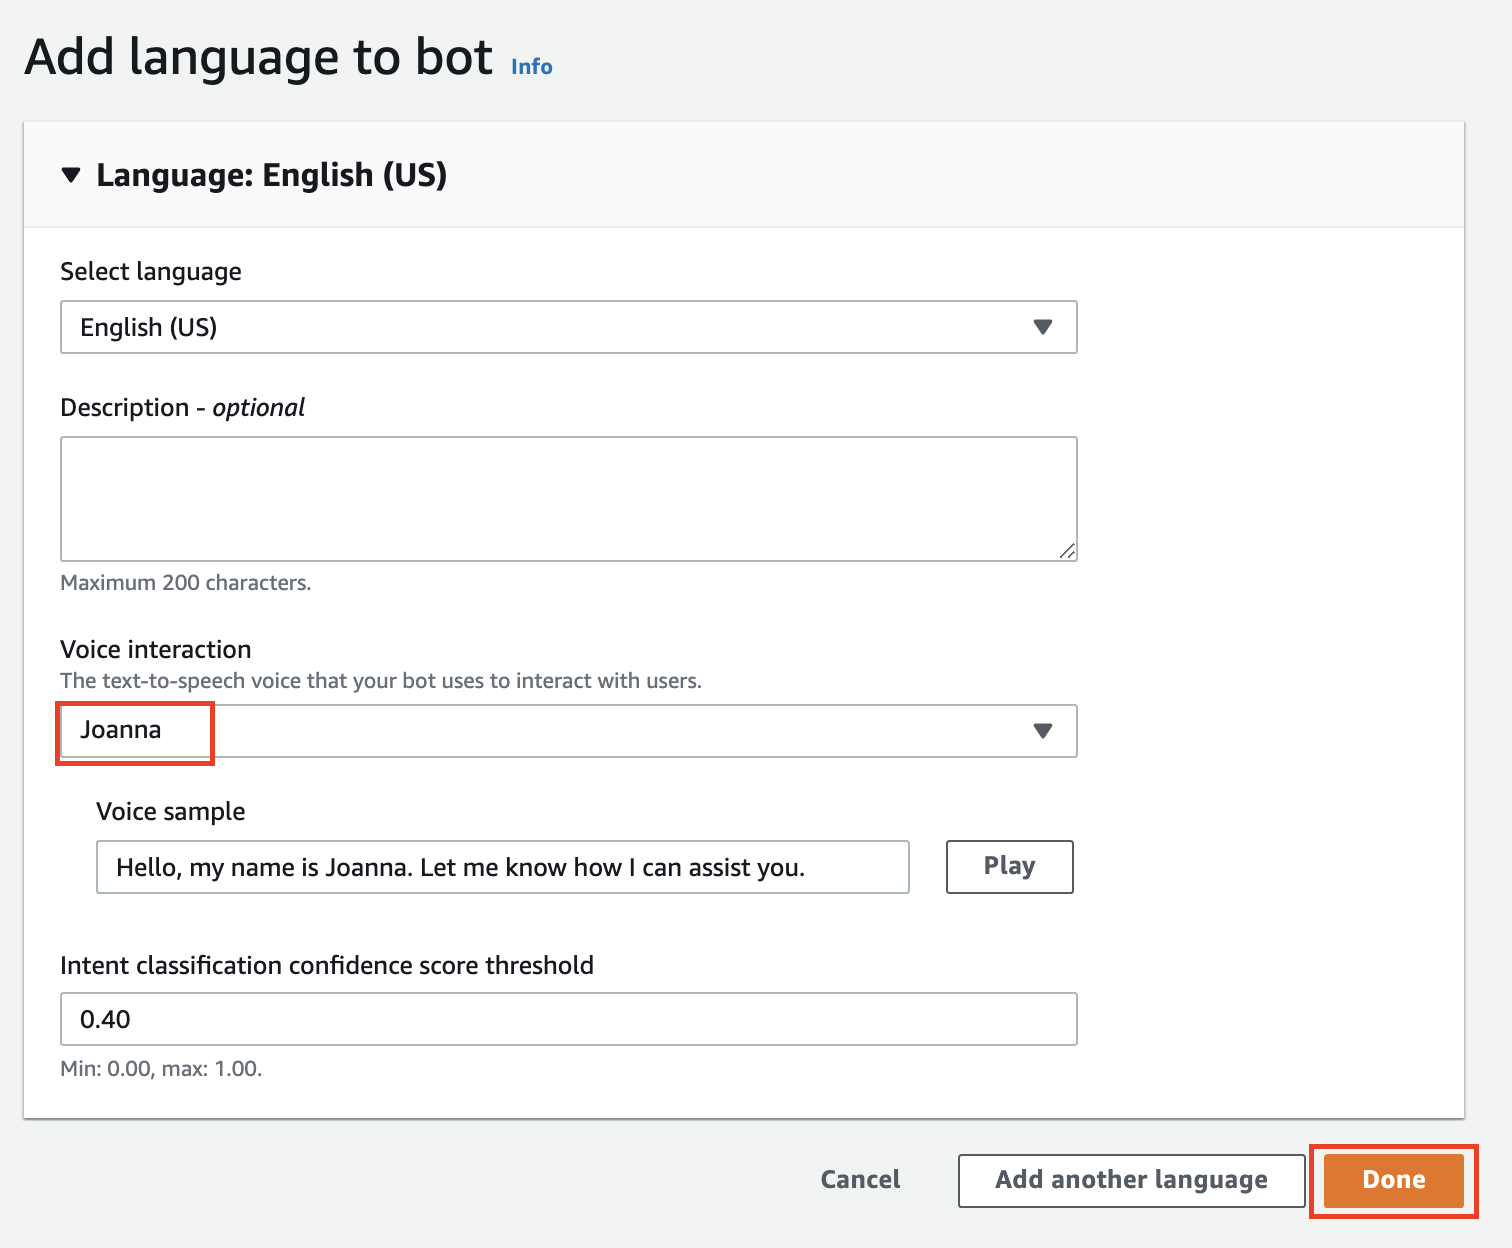 Add language to bot Info
Language: English (US)
Select language
English (US)
Description - optional
Maximum 200 characters.
Voice interaction
The text-to-speech voice that your bot uses to interact with users.
Joanna
Voice sample
Hello, my name is Joanna. Let me know how I can assist you. Play
Intent classification confidence score threshold
0.40
Min: 0.00, max: 1.00.
Cancel Add another language Done